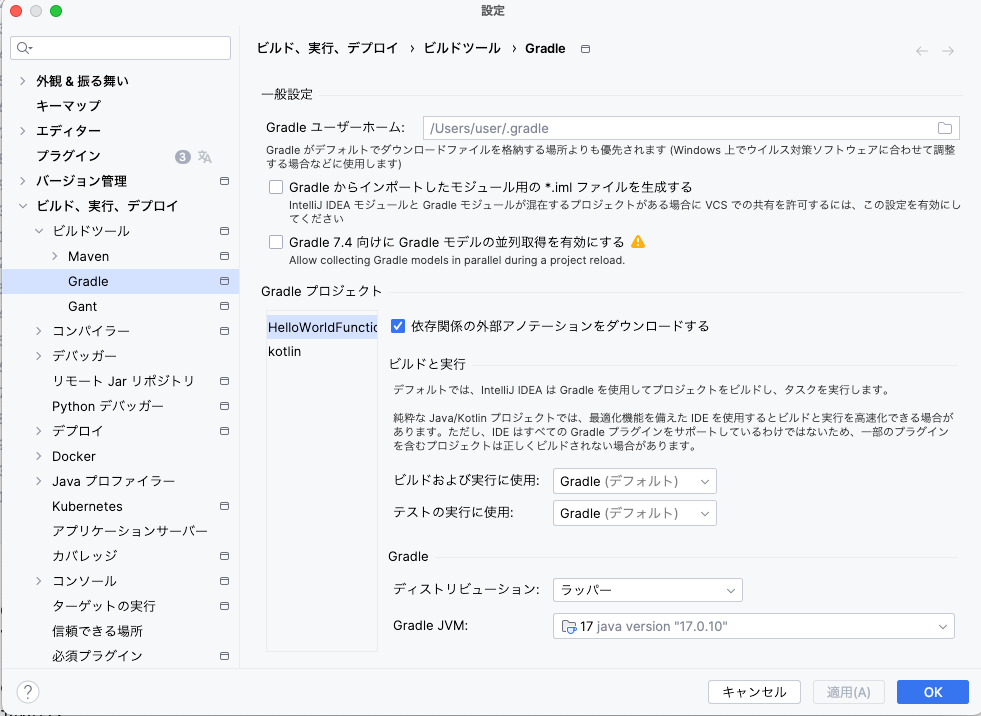 設定
外観 & 振る舞い
キーマップ
エディター
プラグイン 3
バージョン管理
ビルド、実行、デプロイ
ビルドツール
Maven
Gradle
Gant
コンパイラー
デバッガー
リモート Jar リポジトリ
Python デバッガー
デプロイ
Docker
Java プロファイラー
Kubernetes
アプリケーションサーバー
カバレッジ
コンソール
ターゲットの実行
信頼できる場所
必須プラグイン
ビルド、実行、デプロイ › ビルドツール › Gradle
一般設定
Gradle ユーザーホーム: /Users/user/.gradle
Gradle がデフォルトでダウンロードファイルを格納する場所よりも優先されます (Windows 上でウイルス対策ソフトウェアに合わせて調整
する場合などに使用します)
Gradle からインポートしたモジュール用の *.iml ファイルを生成する
IntelliJ IDEA モジュールと Gradle モジュールが混在するプロジェクトがある場合に VCS での共有を許可するには、この設定を有効にし
てください
Gradle 7.4 向けに Gradle モデルの並列取得を有効にする
Allow collecting Gradle models in parallel during a project reload.
Gradle プロジェクト
HelloWorldFunctio
kotlin
依存関係の外部アノテーションをダウンロードする
ビルドと実行
デフォルトでは、IntelliJ IDEA は Gradle を使用してプロジェクトをビルドし、タスクを実行します。
純粋な Java/Kotlin プロジェクトでは、最適化機能を備えた IDE を使用するとビルドと実行を高速化できる場合が
あります。ただし、IDE はすべての Gradle プラグインをサポートしているわけではないため、一部のプラグイン
を含むプロジェクトは正しくビルドされない場合があります。
ビルドおよび実行に使用: Gradle (デフォルト)
テストの実行に使用: Gradle (デフォルト)
Gradle
ディストリビューション: ラッパー
Gradle JVM: 17 java version "17.0.10"
? キャンセル 適用(A) OK